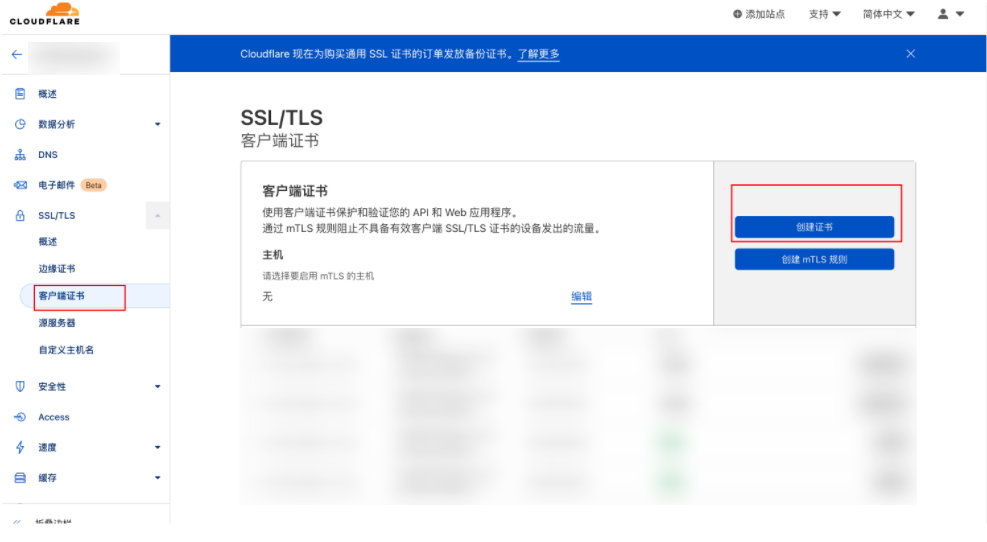 CLOUDFLARE
添加站点
支持
简体中文
Cloudflare 现在为购买通用 SSL 证书的订单发放备份证书。了解更多
概述
数据分析
DNS
电子邮件 Beta
SSL/TLS
概述
边缘证书
客户端证书
源服务器
自定义主机名
安全性
Access
速度
缓存
折叠边栏
SSL/TLS
客户端证书
客户端证书
使用客户端证书保护和验证您的 API 和 Web 应用程序。
通过 mTLS 规则阻止不具备有效客户端 SSL/TLS 证书的设备发出的流量。
主机
请选择要启用 mTLS 的主机
无
编辑
创建证书
创建 mTLS 规则